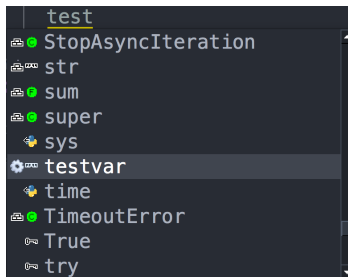 test
StopAsyncIteration
str
sum
super
sys
testvar
time
TimeoutError
True
try